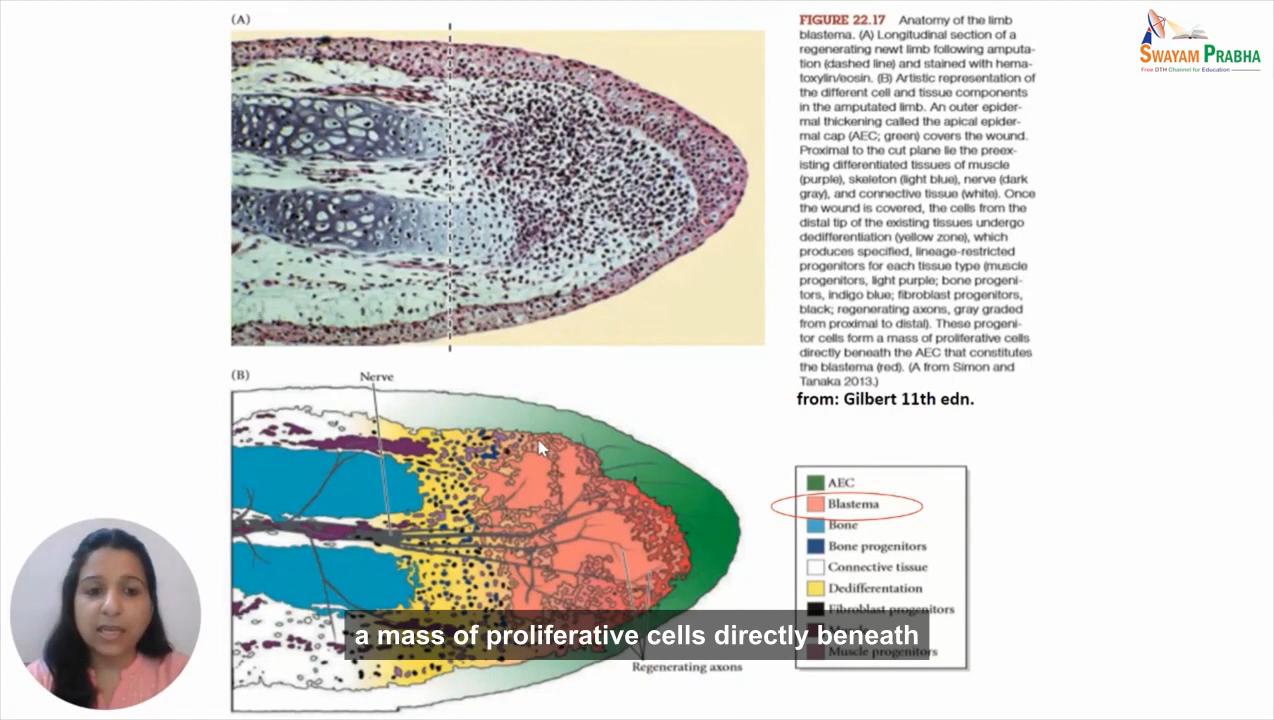 (A)
FIGURE 22.17 Anatomy of the limb
blastema. (A) Longitudinal section of a
regenerating newt limb following amputa-
tion (dashed line) and stained with hema-
toxylin/eosin. (B) Artistic representation of
the different cell and tissue components
in the amputated limb. An outer epider-
mal thickening called the apical epider-
mal cap (AEC; green) covers the wound.
Proximal to the cut plane lie the preex-
isting differentiated tissues of muscle
(purple), skeleton (light blue), nerve (dark
gray), and connective tissue (white). Once
the wound is covered, the cells from the
distal tip of the existing tissues undergo
dedifferentiation (yellow zone), which
produces specified, lineage-restricted
progenitors for each tissue type (muscle
progenitors, light purple; bone progeni-
tors, indigo blue; fibroblast progenitors,
black; regenerating axons, gray graded
from proximal to distal). These progeni-
tor cells form a mass of proliferative cells
directly beneath the AEC that constitutes
the blastema (red). (A from Simon and
Tanaka 2013.)
from: Gilbert 11th edn.
SWAYAM PRABHA
Free DTH Channel for Education
(B)
Nerve
AEC
Blastema
Bone
Bone progenitors
Connective tissue
Dedifferentation
Fibroblast progenitors
Muscle progenitors
a mass of proliferative cells directly beneath
Regenerating axons